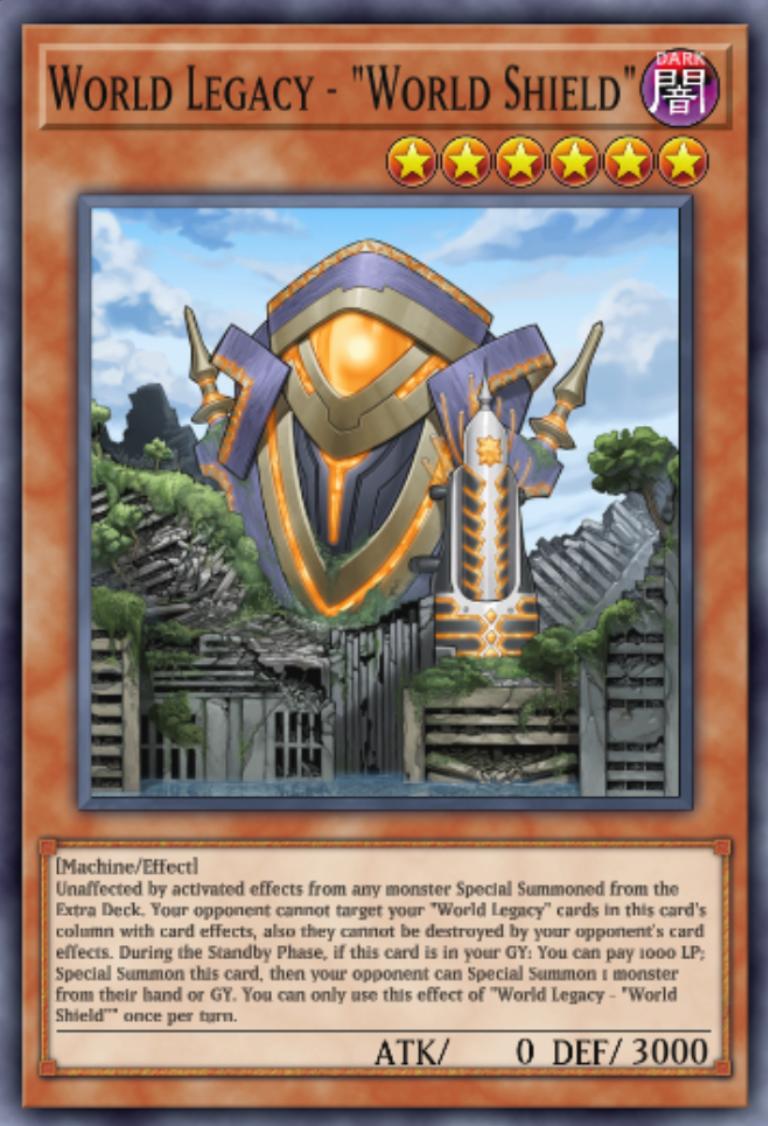 World Legacy - "World Shield"
DARK
闇
[Machine/Effect]
Unaffected by activated effects from any monster Special Summoned from the
Extra Deck. Your opponent cannot target your "World Legacy" cards in this card's
column with card effects, also they cannot be destroyed by your opponent's card
effects. During the Standby Phase, if this card is in your GY: You can pay 1000 LP;
Special Summon this card, then your opponent can Special Summon 1 monster
from their hand or GY. You can only use this effect of "World Legacy - "World
Shield"" once per turn.
ATK/ 0 DEF/ 3000